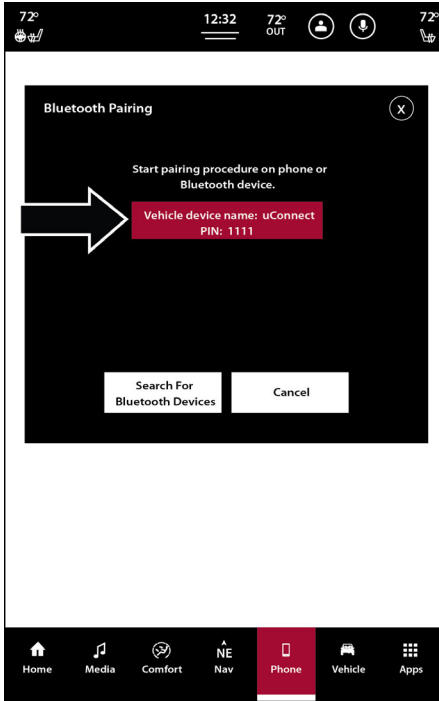 72° 12:32 72° 72°
OUT
Bluetooth Pairing X
Start pairing procedure on phone or
Bluetooth device.
Vehicle device name: uConnect
PIN: 1111
Search For
Bluetooth Devices
Cancel
NE
Home Media Comfort Nav Phone Vehicle Apps